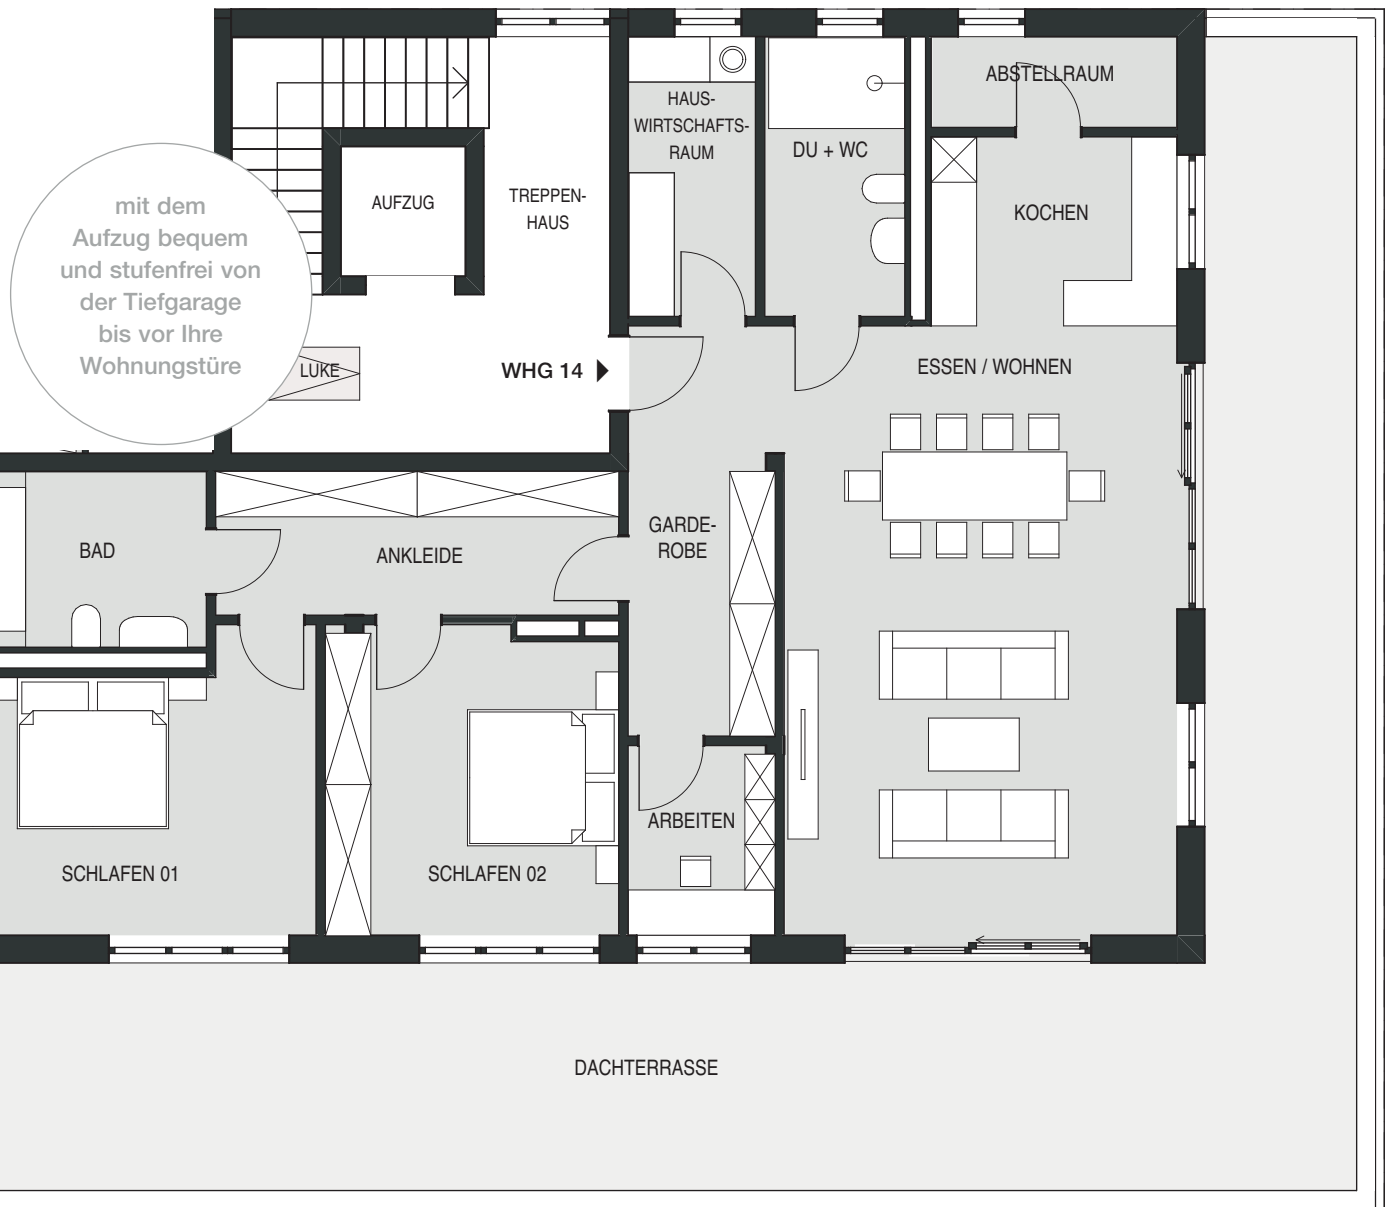 ABSTELLRAUM
HAUS-
WIRTSCHAFTS-
RAUM
DU + WC
AUFZUG
TREPPEN-
HAUS
KOCHEN
mit dem
Aufzug bequem
und stufenfrei von
der Tiefgarage
bis vor Ihre
Wohnungstüre
LUKE
WHG 14
ESSEN / WOHNEN
BAD
ANKLEIDE
GARDE-
ROBE
ARBEITEN
SCHLAFEN 01
SCHLAFEN 02
DACHTERRASSE